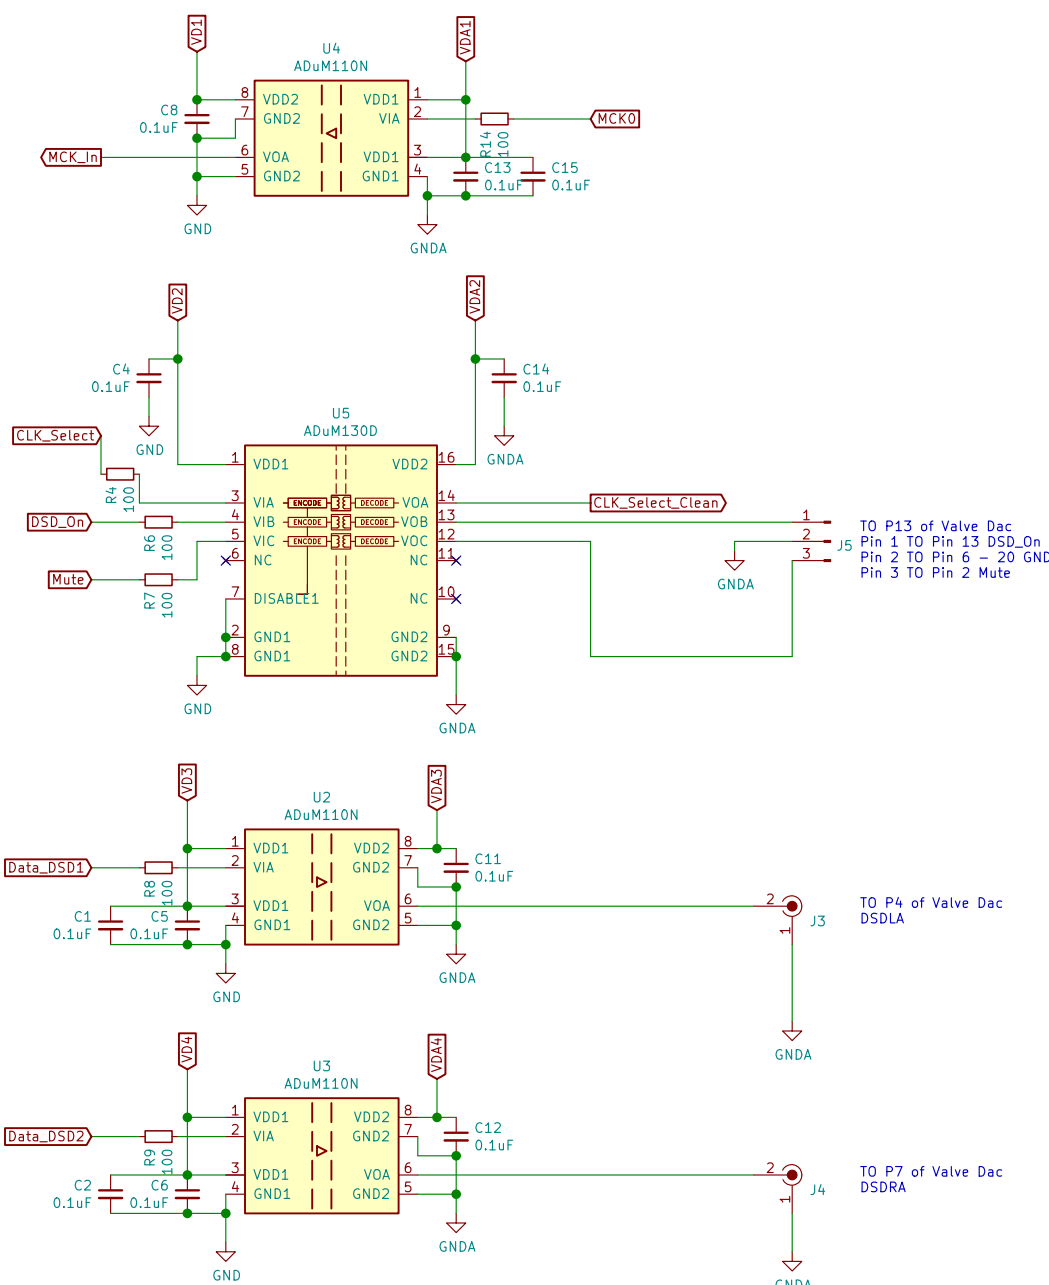 VD1
VDA1
U4
ADuM110N
C8
0.1uF
8
VDD2
VDD1
1
7
GND2
VIA
2
R14
100
MCK0
MCK_In
6
VOA
VDD1
3
5
GND2
GND1
4
C13
0.1uF
C15
0.1uF
GND
GNDA
VD2
VDA2
C4
0.1uF
C14
0.1uF
GND
GNDA
U5
ADuM130D
CLK_Select
R4
100
1
VDD1
VDD2
16
3
VIA
ENCODE
DECODE
VOA
14
CLK_Select_Clean
DSD_On
R6
100
4
VIB
ENCODE
DECODE
VOB
13
5
VIC
ENCODE
DECODE
VOC
12
6
NC
NC
11
Mute
R7
100
7
DISABLE1
NC
10
2
GND1
GND2
9
8
GND1
GND2
15
GND
GNDA
1
2
3
J5
GNDA
TO P13 of Valve Dac
Pin 1 TO Pin 13 DSD_On
Pin 2 TO Pin 6 - 20 GND
Pin 3 TO Pin 2 Mute
VD3
VDA3
U2
ADuM110N
1
VDD1
VDD2
8
Data_DSD1
R8
100
2
VIA
GND2
7
C11
0.1uF
3
VDD1
VOA
6
C1
0.1uF
C5
0.1uF
4
GND1
GND2
5
GND
GNDA
2
1
J3
TO P4 of Valve Dac
DSDLA
GNDA
VD4
VDA4
U3
ADuM110N
1
VDD1
VDD2
8
Data_DSD2
R9
100
2
VIA
GND2
7
C12
0.1uF
3
VDD1
VOA
6
C2
0.1uF
C6
0.1uF
4
GND1
GND2
5
GND
GNDA
2
1
J4
TO P7 of Valve Dac
DSDRA
GNDA